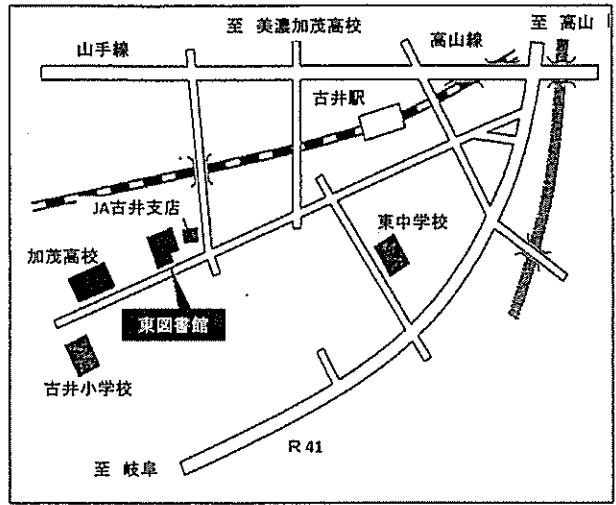 至 美濃加茂高校
至 高山
山手線
高山線
古井駅
JA古井支店
東中学校
加茂高校
東図書館
古井小学校
R 41
至 岐阜